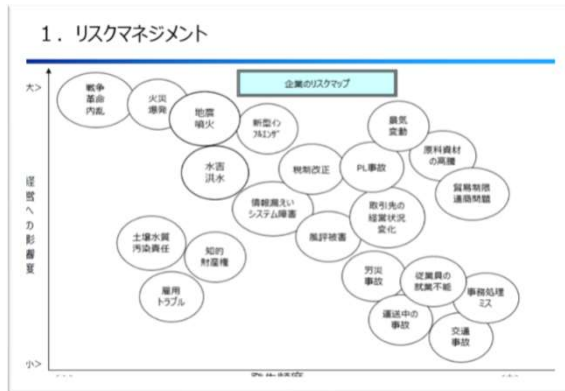 1．リスクマネジメント
企業のリスクマップ
大>
経営への影響度
小>
戦争
革命
内乱
火災
爆発
地震
噴火
新型イン
フルエンザ
水害
洪水
税制改正
PL事故
景気
変動
原料資材
の高騰
貿易制限
通商問題
情報漏えい
システム障害
風評被害
取引先の
経営状況
変化
土壌水質
汚染責任
知的
財産権
雇用
トラブル
労災
事故
従業員の
就業不能
事務処理
ミス
運送中の
事故
交通
事故